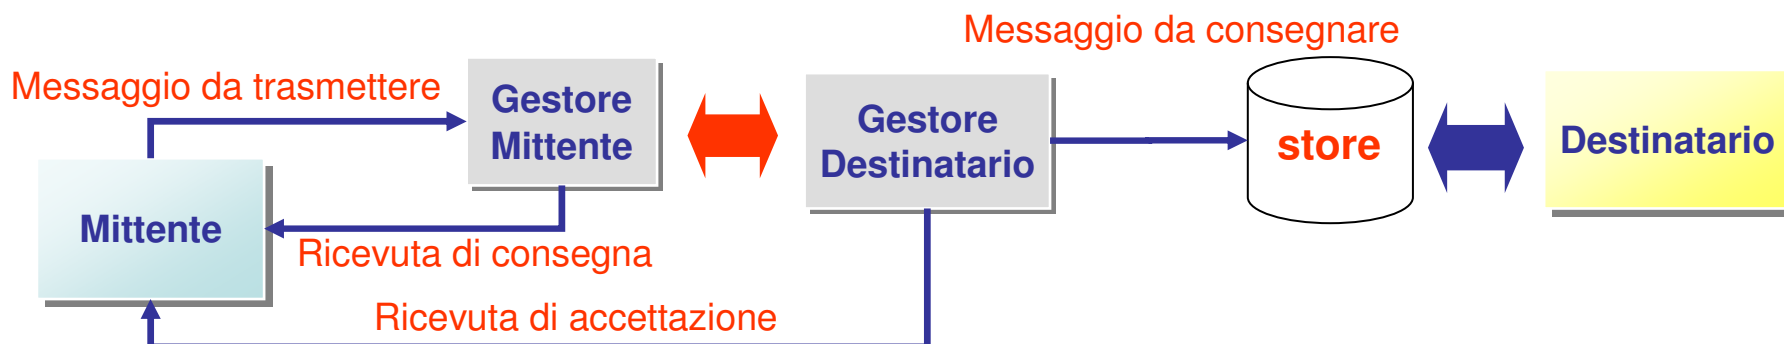 Messaggio da consegnare
Messaggio da trasmettere
Gestore
Mittente
Gestore
Destinatario
store
Destinatario
Mittente
Ricevuta di consegna
Ricevuta di accettazione